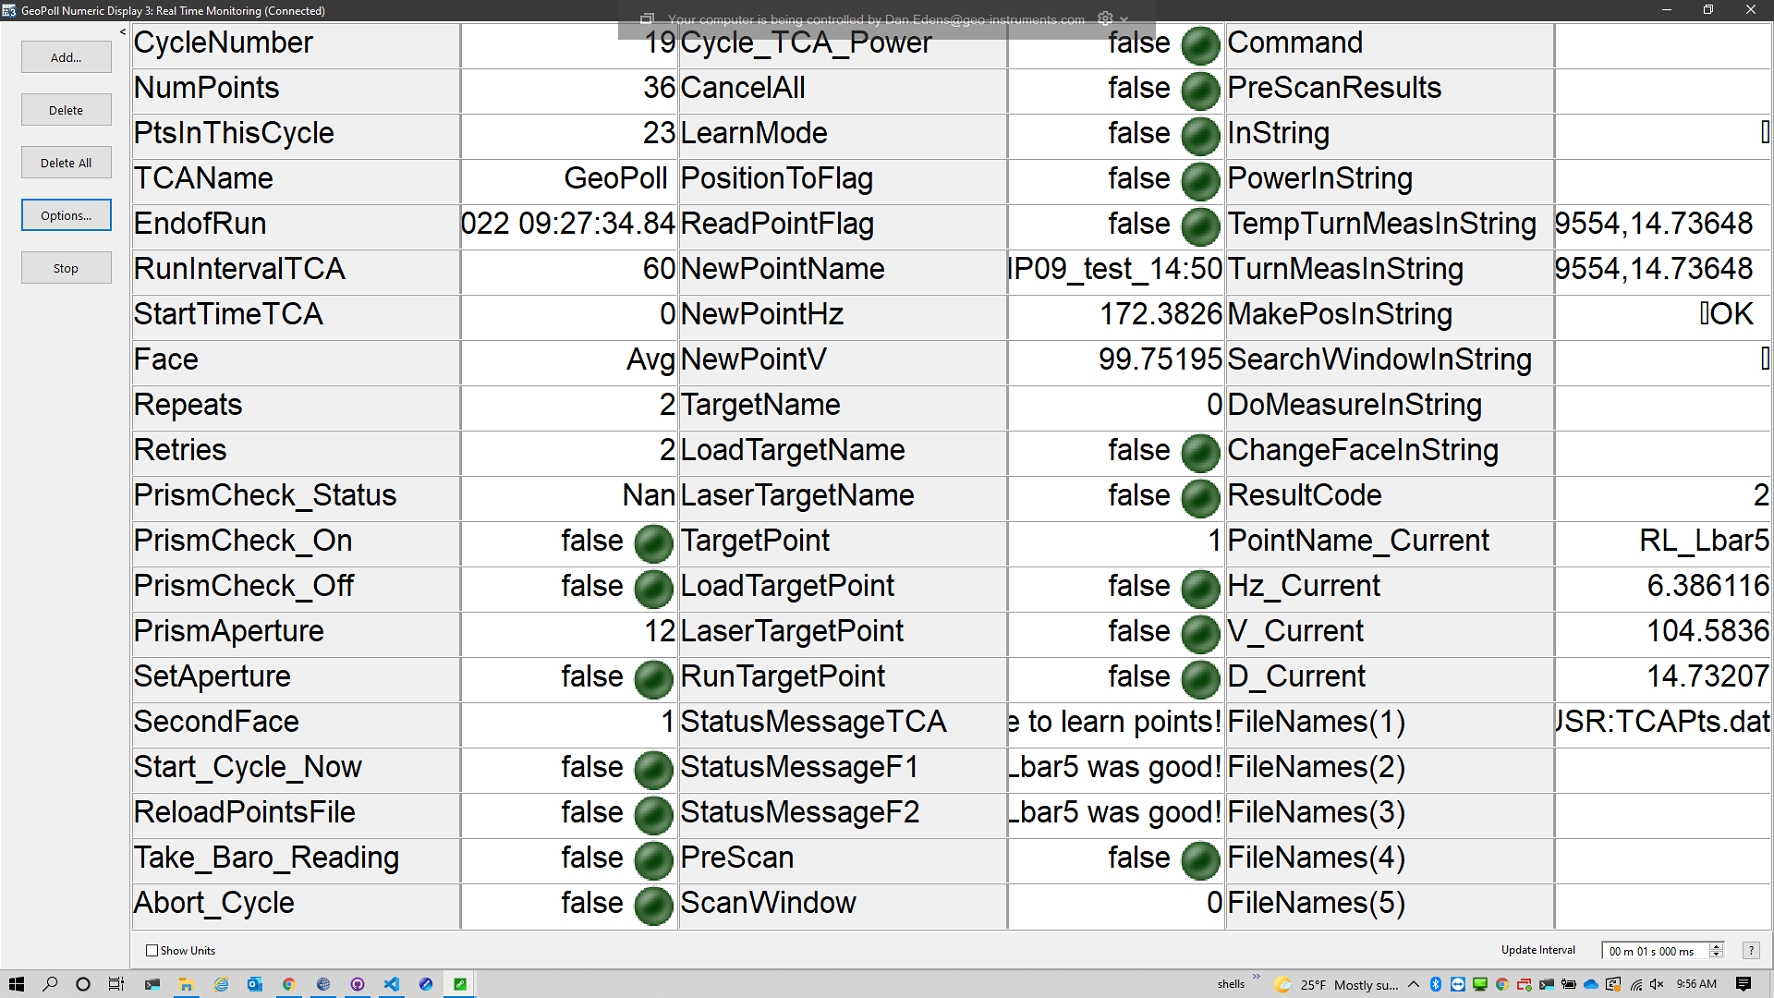 GeoPoll Numeric Display 3: Real Time Monitoring (Connected)
Your computer is being controlled by Dan.Edens@geo-instruments.com
<
Add...
Delete
Delete All
Options...
Stop
CycleNumber 19 Cycle_TCA_Power false Command
NumPoints 36 CancelAll false PreScanResults
PtsInThisCycle 23 LearnMode false InString
TCAName GeoPoll PositionToFlag false PowerInString
EndofRun 022 09:27:34.84 ReadPointFlag false TempTurnMeasInString 9554,14.73648
RunIntervalTCA 60 NewPointName IP09_test_14:50 TurnMeasInString 9554,14.73648
StartTimeTCA 0 NewPointHz 172.3826 MakePosInString OK
Face Avg NewPointV 99.75195 SearchWindowInString
Repeats 2 TargetName 0 DoMeasureInString
Retries 2 LoadTargetName false ChangeFaceInString
PrismCheck_Status Nan LaserTargetName false ResultCode 2
PrismCheck_On false TargetPoint 1 PointName_Current RL_Lbar5
PrismCheck_Off false LoadTargetPoint false Hz_Current 6.386116
PrismAperture 12 LaserTargetPoint false V_Current 104.5836
SetAperture false RunTargetPoint false D_Current 14.73207
SecondFace 1 StatusMessageTCA e to learn points! FileNames(1) JSR:TCAPts.dat
Start_Cycle_Now false StatusMessageF1 Lbar5 was good! FileNames(2)
ReloadPointsFile false StatusMessageF2 Lbar5 was good! FileNames(3)
Take_Baro_Reading false PreScan false FileNames(4)
Abort_Cycle false ScanWindow 0 FileNames(5)
Show Units
Update Interval 00 m 01 s 000 ms ?
shells » 25°F Mostly su... 9:56 AM